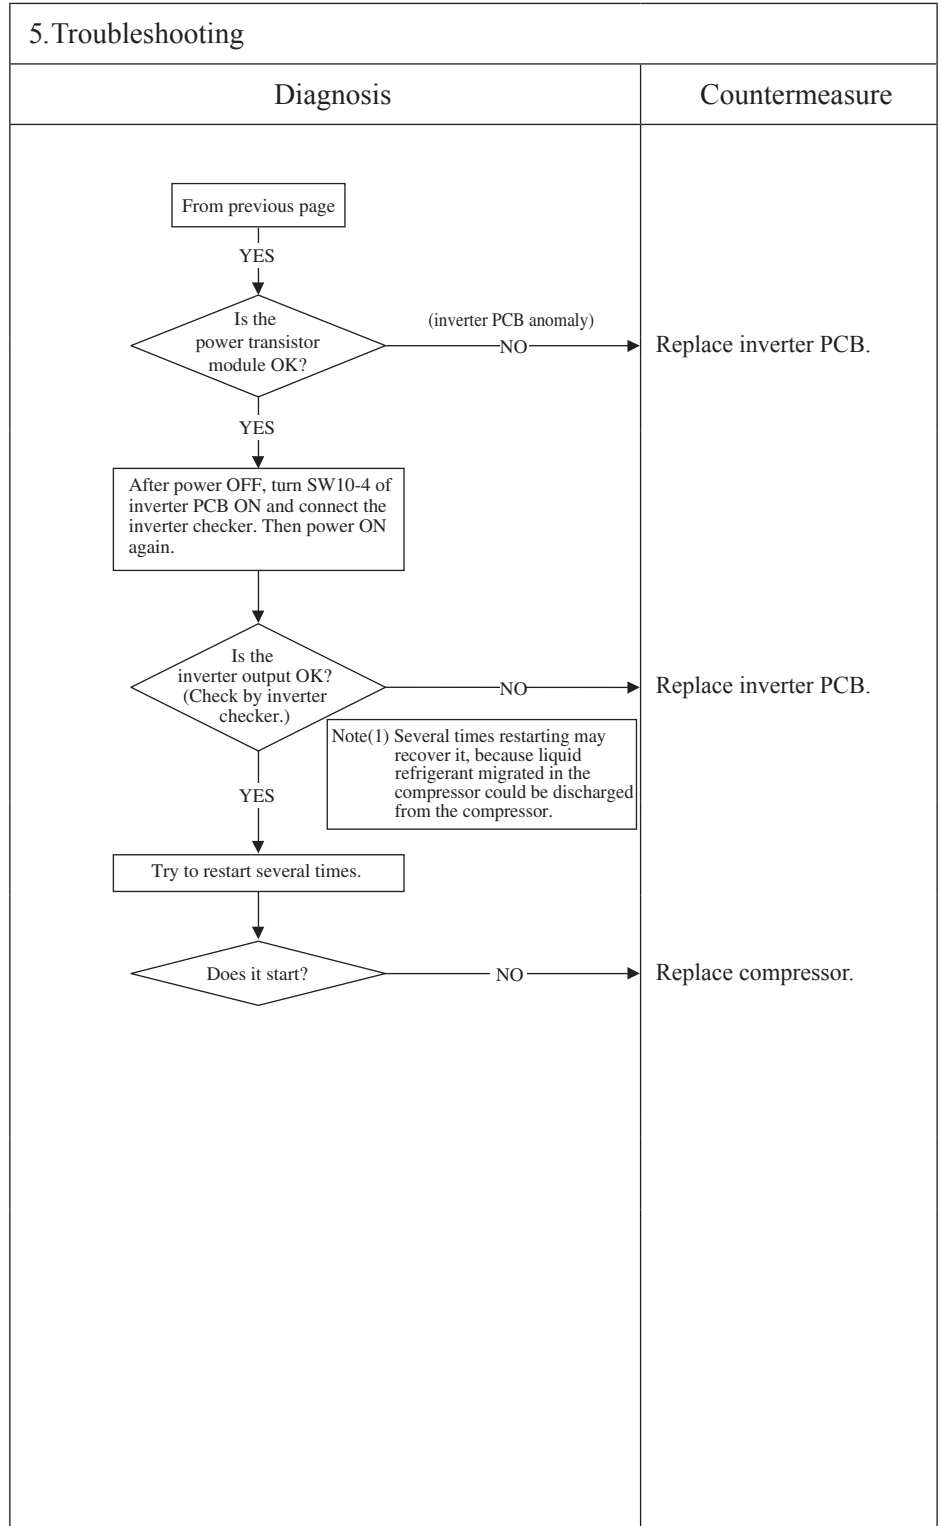 5.Troubleshooting
Diagnosis
Countermeasure
From previous page
YES
Is the
power transistor
module OK?
(inverter PCB anomaly)
NO
Replace inverter PCB.
YES
After power OFF, turn SW10-4 of
inverter PCB ON and connect the
inverter checker. Then power ON
again.
Is the
inverter output OK?
(Check by inverter
checker.)
NO
Replace inverter PCB.
Note(1) Several times restarting may
recover it, because liquid
refrigerant migrated in the
compressor could be discharged
from the compressor.
YES
Try to restart several times.
Does it start?
NO
Replace compressor.